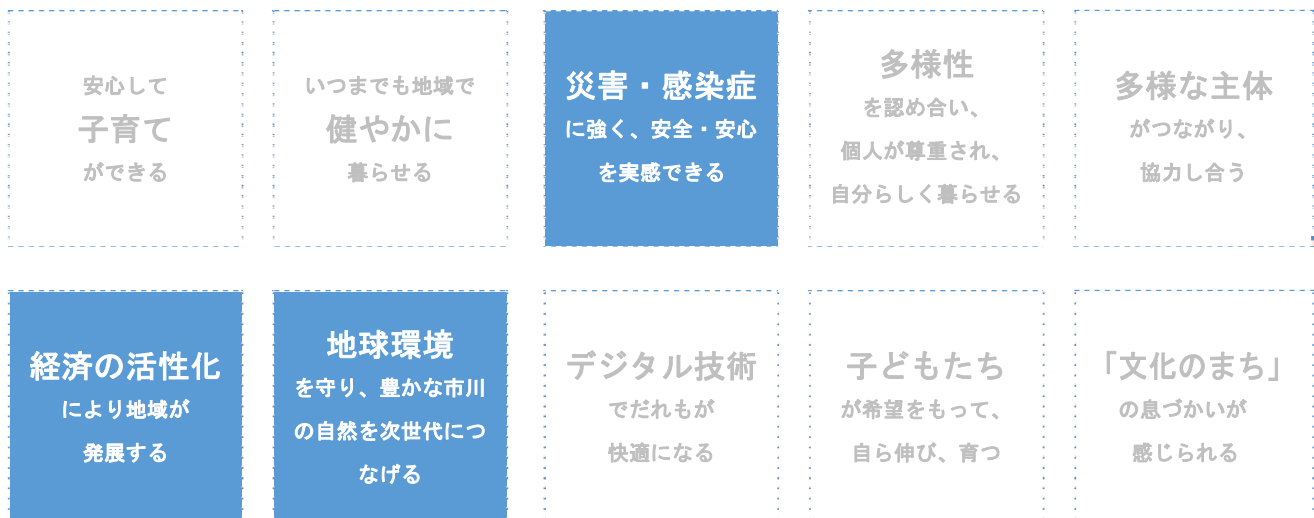 安心して
子育て
ができる
いつまでも地域で
健やかに
暮らせる
災害・感染症
に強く、安全・安心
を実感できる
多様性
を認め合い、
個人が尊重され、
自分らしく暮らせる
多様な主体
がつながり、
協力し合う
経済の活性化
により地域が
発展する
地球環境
を守り、豊かな市川
の自然を次世代につ
なげる
デジタル技術
でだれもが
快適になる
子どもたち
が希望をもって、
自ら伸び、育つ
「文化のまち」
の息づかいが
感じられる